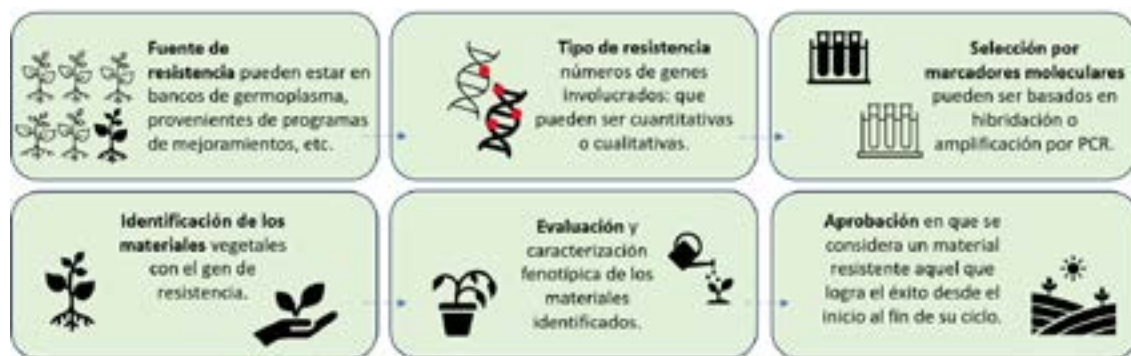 Fuente de
resistencia pueden estar en
bancos de germoplasma,
provenientes de programas
de mejoramientos, etc.
Tipo de resistencia
números de genes
involucrados: que
pueden ser cuantitativas
o cualitativas.
Selección por
marcadores moleculares
pueden ser basados en
hibridación o
amplificación por PCR.
Identificación de los
materiales vegetales
con el gen de
resistencia.
Evaluación y
caracterización
fenotípica de los
materiales
identificados.
Aprobación en que se
considera un material
resistente aquel que
logra el éxito desde el
inicio al fin de su ciclo.